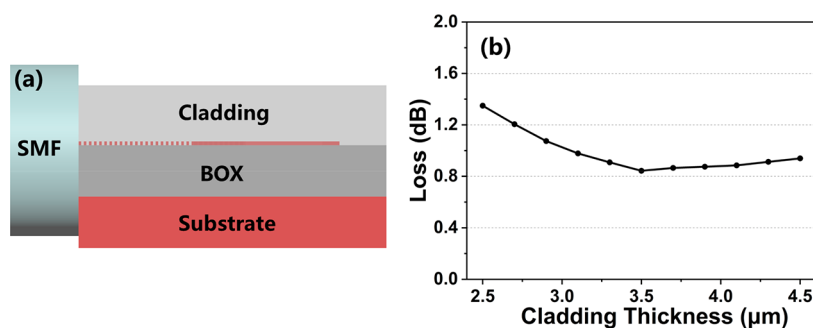 (a)
SMF
Cladding
BOX
Substrate
(b)
Loss (dB)
2.0
1.6
1.2
0.8
0.4
0.0
2.5 3.0 3.5 4.0 4.5
Cladding Thickness (μm)